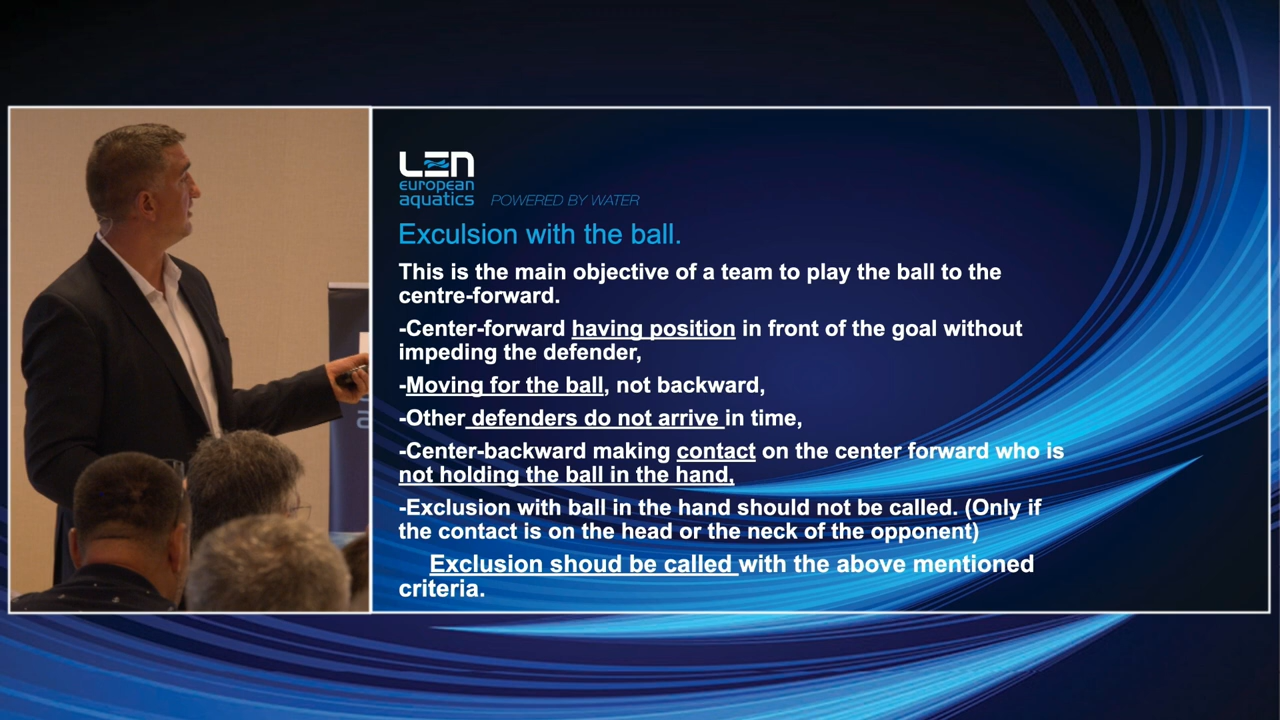 LEN
european
aquatics POWERED BY WATER
Exculsion with the ball.
This is the main objective of a team to play the ball to the
centre-forward.
-Center-forward having position in front of the goal without
impeding the defender,
-Moving for the ball, not backward,
-Other defenders do not arrive in time,
-Center-backward making contact on the center forward who is
not holding the ball in the hand,
-Exclusion with ball in the hand should not be called. (Only if
the contact is on the head or the neck of the opponent)
Exclusion shoud be called with the above mentioned
criteria.